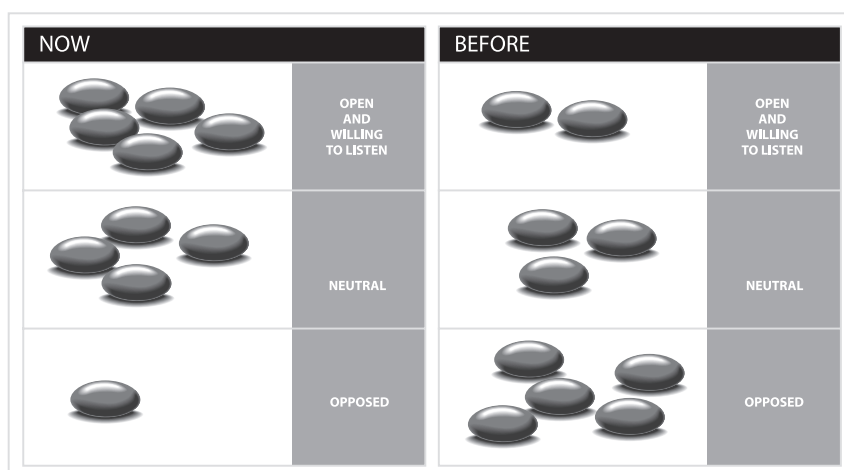 NOW
OPEN
AND
WILLING
TO LISTEN
NEUTRAL
OPPOSED
BEFORE
OPEN
AND
WILLING
TO LISTEN
NEUTRAL
OPPOSED